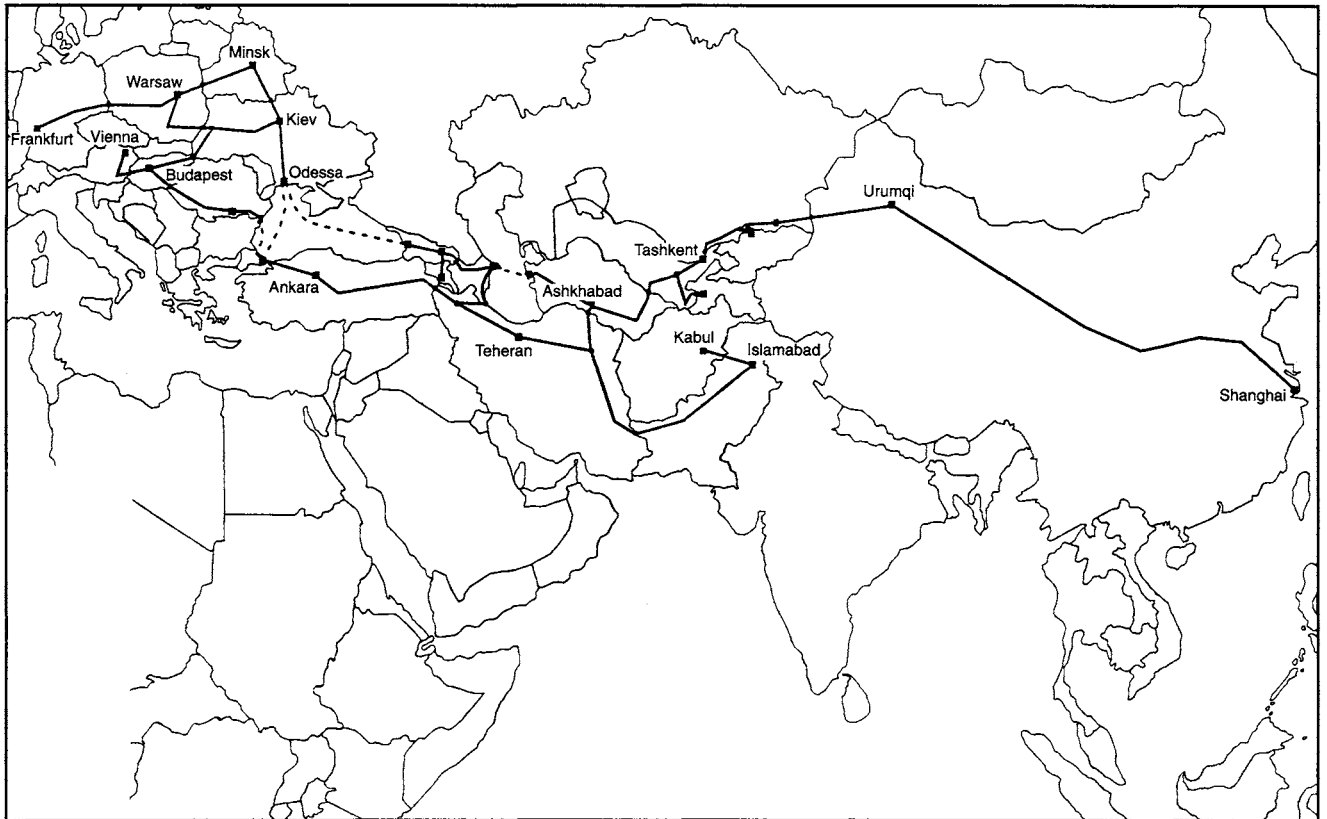 Minsk
Warsaw
Kiev
Frankfurt
Vienna
Budapest
Odessa
Urumqi
Tashkent
Ankara
Ashkhabad
Teheran
Kabul
Islamabad
Shanghai